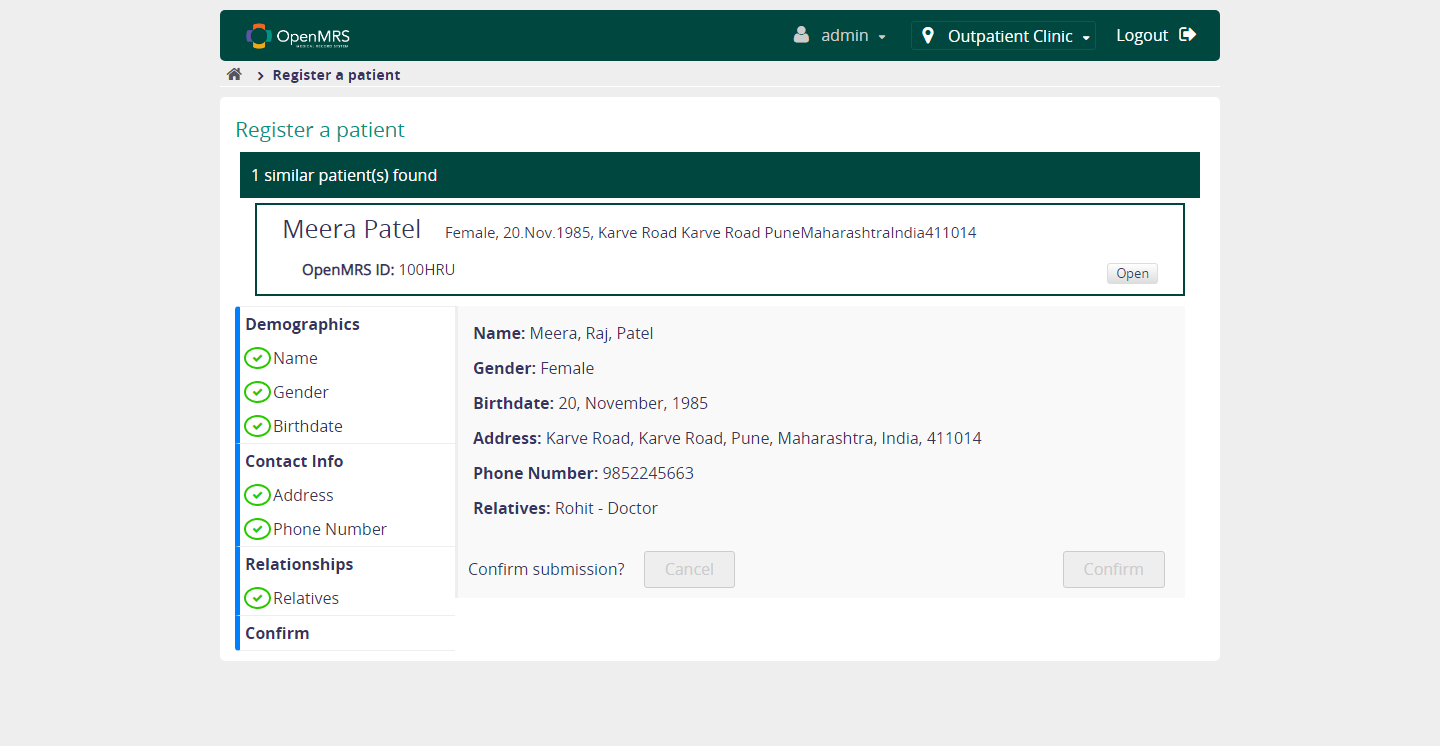 OpenMRS
MEDICAL RECORD SYSTEM
admin
Outpatient Clinic
Logout
Register a patient
Register a patient
1 similar patient(s) found
Meera Patel Female, 20.Nov.1985, Karve Road Karve Road PuneMaharashtraIndia411014
OpenMRS ID: 100HRU
Open
Demographics
Name
Gender
Birthdate
Contact Info
Address
Phone Number
Relationships
Relatives
Confirm
Name: Meera, Raj, Patel
Gender: Female
Birthdate: 20, November, 1985
Address: Karve Road, Karve Road, Pune, Maharashtra, India, 411014
Phone Number: 9852245663
Relatives: Rohit - Doctor
Confirm submission?
Cancel
Confirm